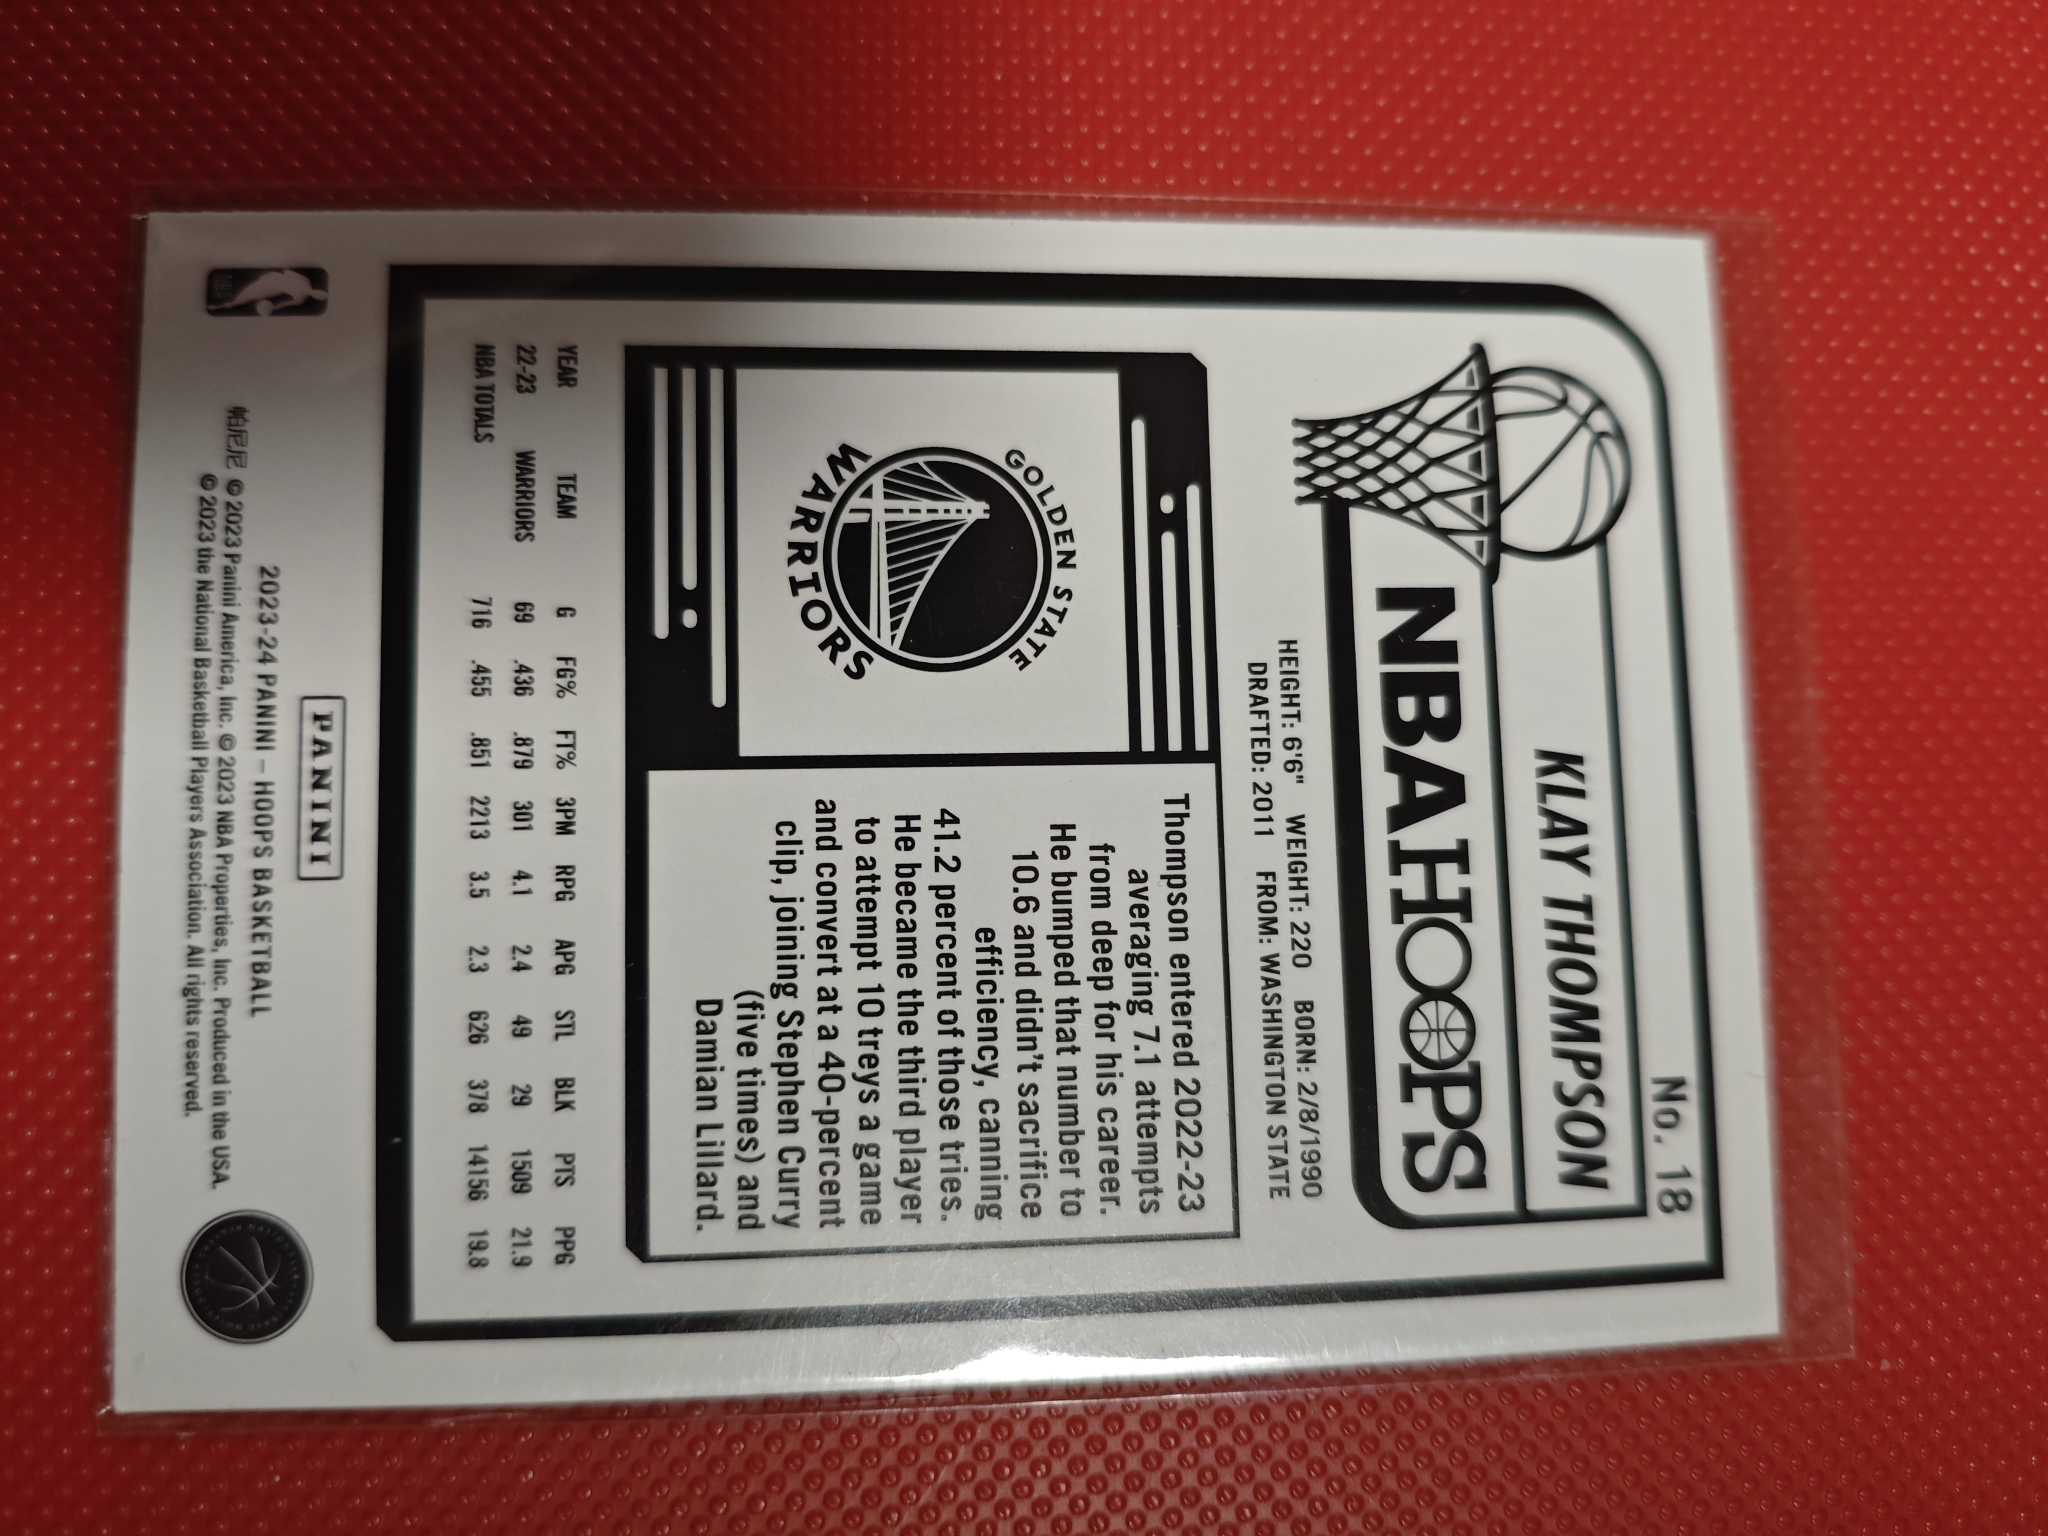 No. 18
KLAY THOMPSON
NBA HOOPS
HEIGHT: 6'6" WEIGHT: 220 BORN: 2/8/1990
DRAFTED: 2011 FROM: WASHINGTON STATE
GOLDEN STATE
WARRIORS
Thompson entered 2022-23
averaging 7.1 attempts
from deep for his career.
He bumped that number to
10.6 and didn't sacrifice
efficiency, canning
41.2 percent of those tries.
He became the third player
to attempt 10 treys a game
and convert at a 40-percent
clip, joining Stephen Curry
(five times) and
Damian Lillard.
YEAR TEAM G FG% FT% 3PM RPG APG STL BLK PTS PPG
22-23 WARRIORS 69 .436 .879 301 4.1 2.4 49 29 1509 21.9
NBA TOTALS 716 .455 .851 2213 3.5 2.3 626 378 14156 19.8
PANINI
2023-24 PANINI – HOOPS BASKETBALL
帕尼尼 © 2023 Panini America, Inc. © 2023 NBA Properties, Inc. Produced in the USA.
© 2023 the National Basketball Players Association. All rights reserved.
NBA